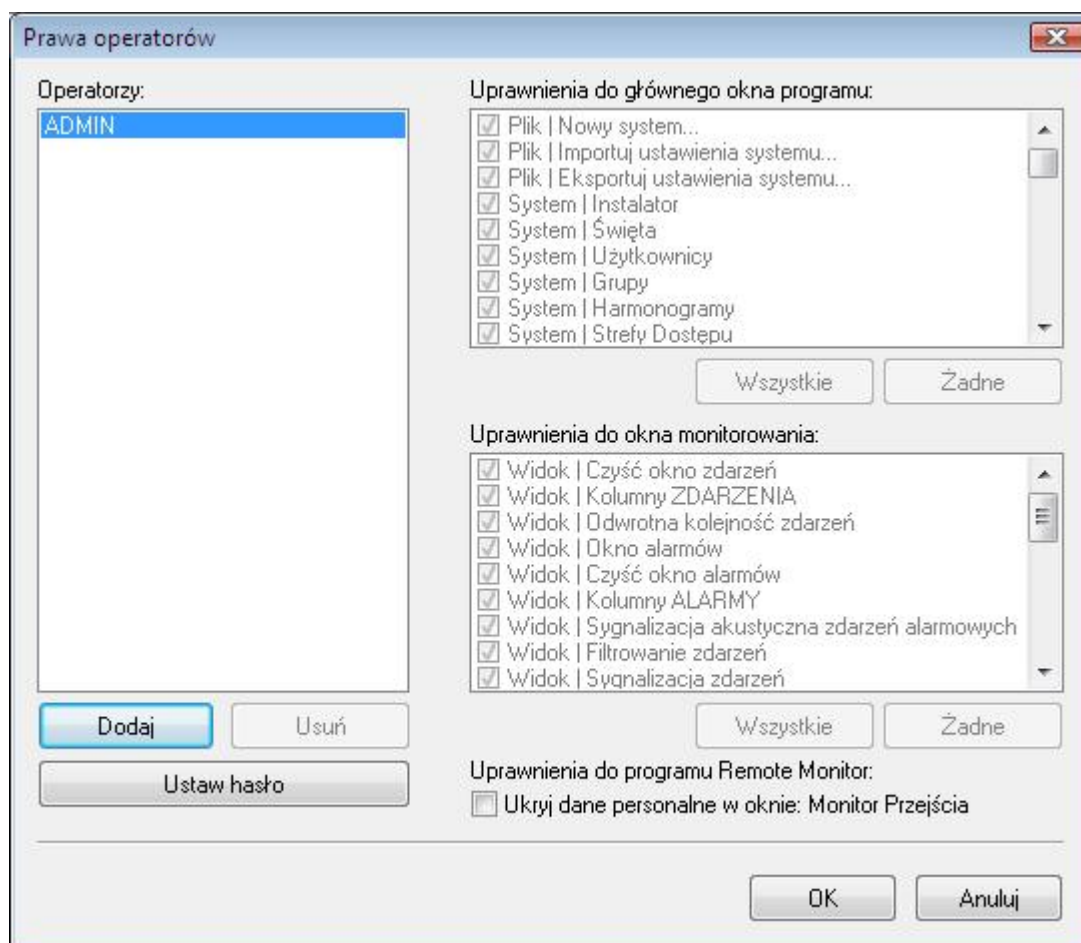 Prawa operatorów
Operatorzy:
ADMIN
Dodaj
Usuń
Ustaw hasło
Uprawnienia do głównego okna programu:
Plik | Nowy system...
Plik | Importuj ustawienia systemu...
Plik | Eksportuj ustawienia systemu...
System | Instalator
System | Święta
System | Użytkownicy
System | Grupy
System | Harmonogramy
System | Strefy Dostępu
Wszystkie
Żadne
Uprawnienia do okna monitorowania:
Widok | Czyść okno zdarzeń
Widok | Kolumny ZDARZENIA
Widok | Odwrotna kolejność zdarzeń
Widok | Okno alarmów
Widok | Czyść okno alarmów
Widok | Kolumny ALARMY
Widok | Sygnalizacja akustyczna zdarzeń alarmowych
Widok | Filtrowanie zdarzeń
Widok | Sygnalizacja zdarzeń
Wszystkie
Żadne
Uprawnienia do programu Remote Monitor:
Ukryj dane personalne w oknie: Monitor Przejścia
OK
Anuluj